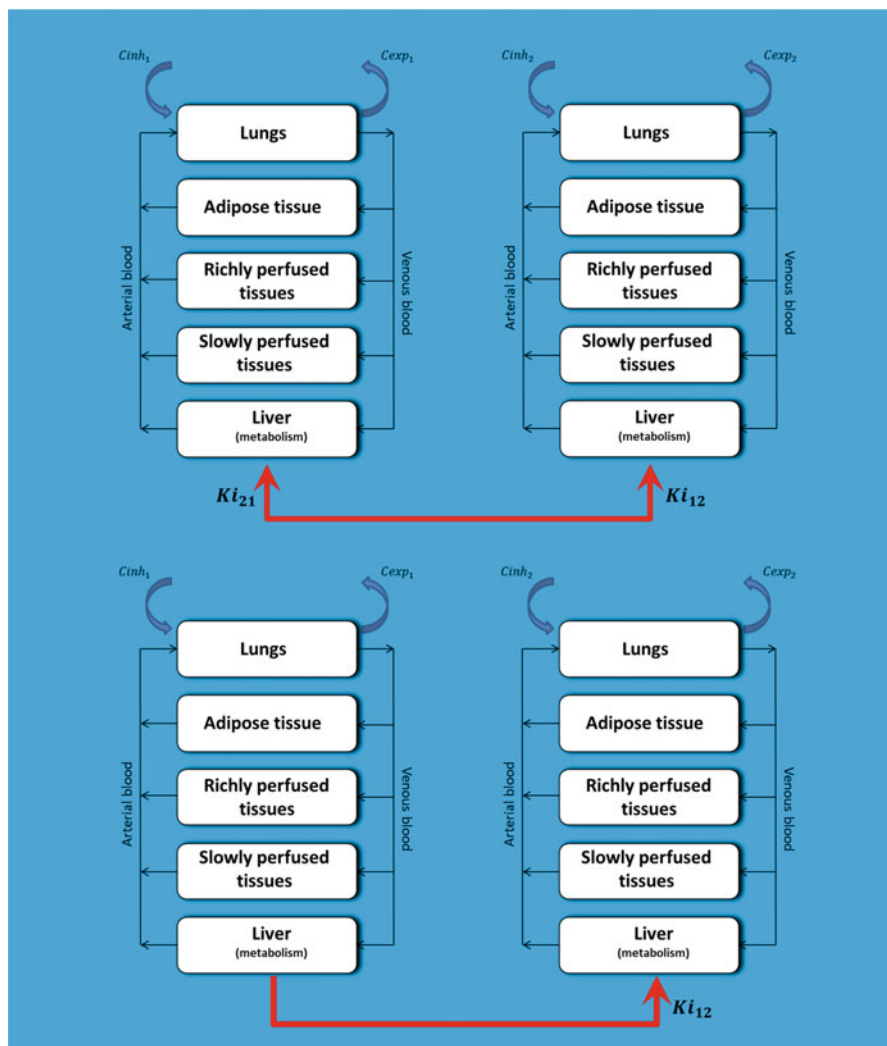 Cinh₁
Cexp₁
Lungs
Adipose tissue
Richly perfused
tissues
Slowly perfused
tissues
Liver
(metabolism)
Arterial blood
Venous blood
Ki₂₁
Cinh₂
Cexp₂
Lungs
Adipose tissue
Richly perfused
tissues
Slowly perfused
tissues
Liver
(metabolism)
Arterial blood
Venous blood
Ki₁₂
Cinh₁
Cexp₁
Lungs
Adipose tissue
Richly perfused
tissues
Slowly perfused
tissues
Liver
(metabolism)
Arterial blood
Venous blood
Cinh₂
Cexp₂
Lungs
Adipose tissue
Richly perfused
tissues
Slowly perfused
tissues
Liver
(metabolism)
Arterial blood
Venous blood
Ki₁₂